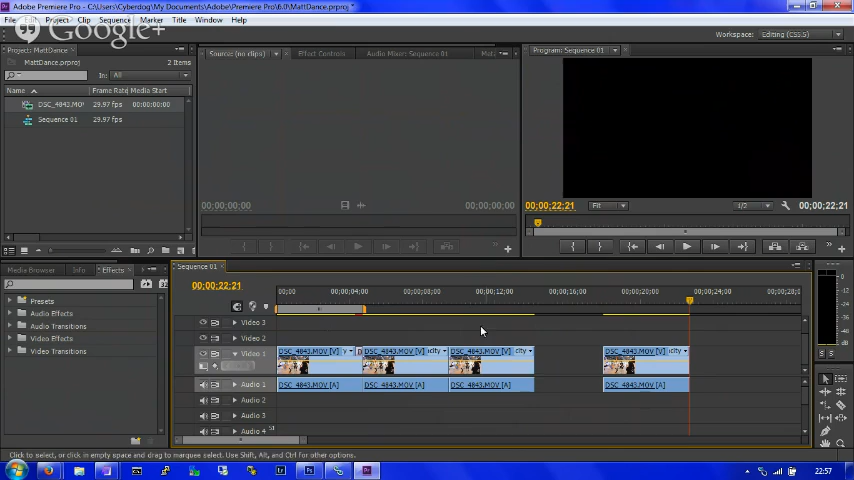 Adobe Premiere Pro - C:\Users\Cyberdog\My Documents\Adobe\Premiere Pro\6.0\MattDance.prproj *
File Edit Project Clip Sequence Marker Title Window Help
Google+
Workspace: Editing (CS5.5)
Project: MattDance
MattDance.prproj 2 Items
In: All
Name Frame Rate Media Start
DSC_4843.MOV 29.97 fps 00:00:00:00
Sequence 01 29.97 fps
Source: (no clips) Effect Controls Audio Mixer: Sequence 01
00;00;00;00 00;00;00;00
Program: Sequence 01
00;00;22;21 Fit 1/2 00;00;22;21
Media Browser Info Effects
Presets
Audio Effects
Audio Transitions
Video Effects
Video Transitions
Sequence 01
00;00;22;21
00;00 00;00;04;00 00;00;08;00 00;00;12;00 00;00;16;00 00;00;20;00 00;00;24;00 00;00;28;0
Video 3
Video 2
Video 1 DSC_4843.MOV [V] y DSC_4843.MOV [V] icity DSC_4843.MOV [V] city DSC_4843.MOV [V] city
Audio 1 DSC_4843.MOV [A] DSC_4843.MOV [A] DSC_4843.MOV [A] DSC_4843.MOV [A]
Audio 2
Audio 3
Audio 4
S S
Click to select, or click in empty space and drag to marquee select. Use Shift, Alt, and Ctrl for other options.
22:57